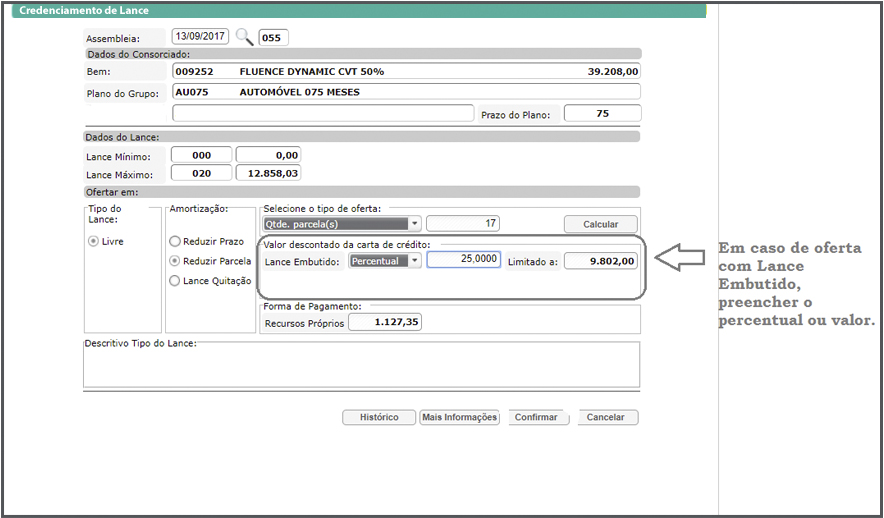 Credenciamento de Lance
Assembleia: 13/09/2017 055
Dados do Consorciado:
Bem: 009252 FLUENCE DYNAMIC CVT 50% 39.208,00
Plano do Grupo: AU075 AUTOMÓVEL 075 MESES
Prazo do Plano: 75
Dados do Lance:
Lance Mínimo: 000 0,00
Lance Máximo: 020 12.858,03
Ofertar em:
Tipo do
Lance:
Livre
Amortização:
Reduzir Prazo
Reduzir Parcela
Lance Quitação
Selecione o tipo de oferta:
Qtde. parcela(s) 17 Calcular
Valor descontado da carta de crédito:
Lance Embutido: Percentual 25,0000 Limitado a: 9.802,00
Forma de Pagamento:
Recursos Próprios 1.127,35
Em caso de oferta
com Lance
Embutido,
preencher o
percentual ou valor.
Descritivo Tipo do Lance:
Histórico Mais Informações Confirmar Cancelar